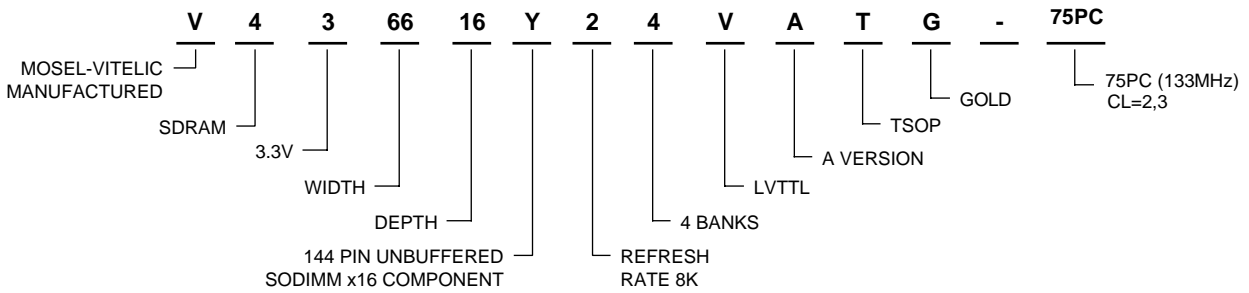 V 4 3 66 16 Y 2 4 V A T G - 75PC
MOSEL-VITELIC
MANUFACTURED
SDRAM
3.3V
WIDTH
DEPTH
144 PIN UNBUFFERED
SODIMM x16 COMPONENT
REFRESH
RATE 8K
4 BANKS
LVTTL
A VERSION
TSOP
GOLD
75PC (133MHz)
CL=2,3